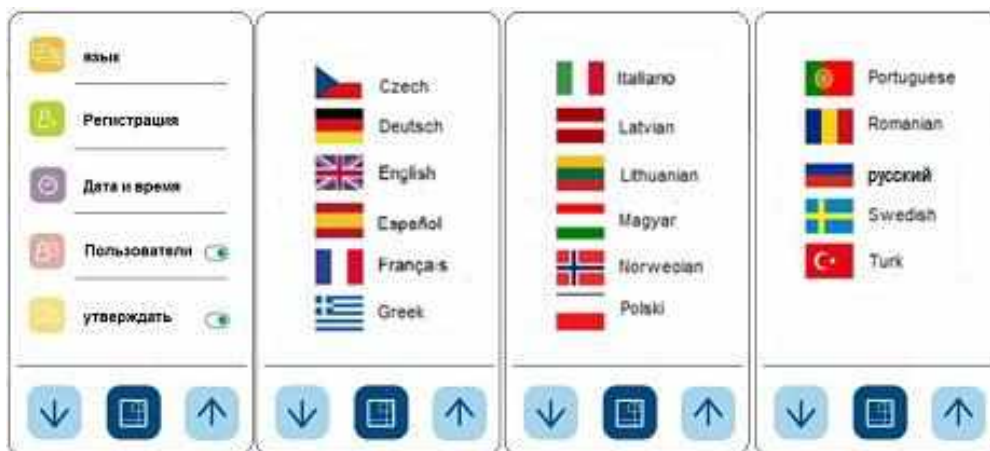 язык
Регистрация
Дата и время
Пользователи
утверждать
Czech
Deutsch
English
Español
Français
Greek
Italiano
Latvian
Lithuanian
Magyar
Norweqian
Polski
Portuguese
Romanian
русский
Swedish
Turk